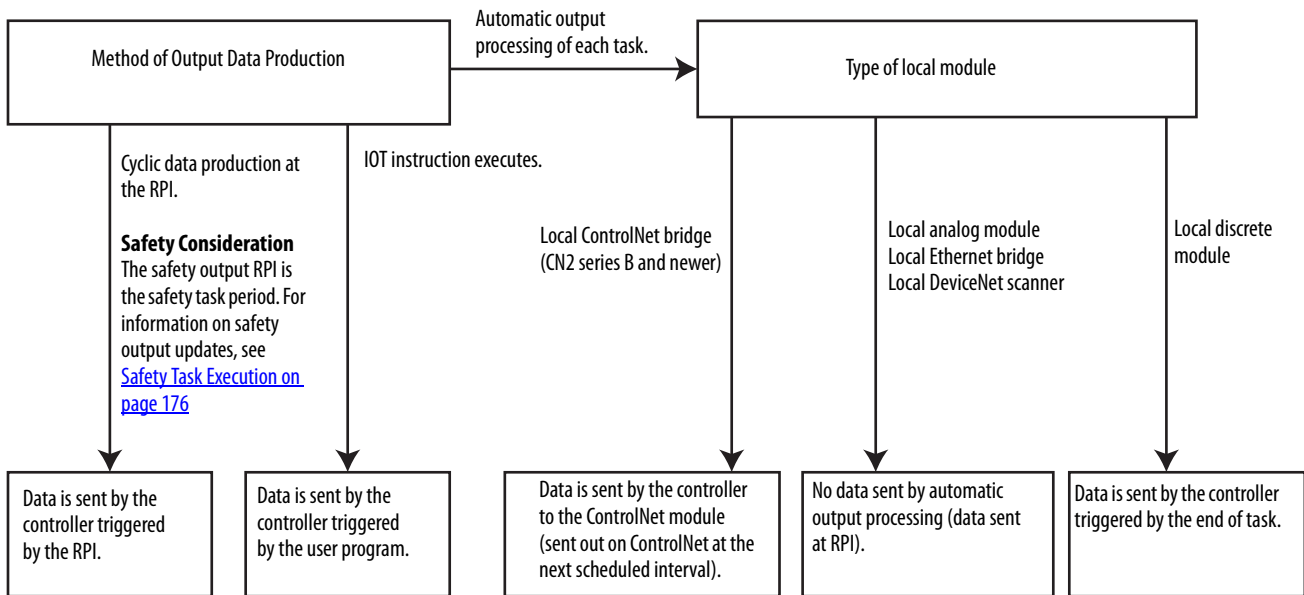 Automatic output
processing of each task.
Method of Output Data Production
Type of local module
Cyclic data production at
the RPI.
Safety Consideration
The safety output RPI is
the safety task period. For
information on safety
output updates, see
Safety Task Execution on
page 176
IOT instruction executes.
Local ControlNet bridge
(CN2 series B and newer)
Local analog module
Local Ethernet bridge
Local DeviceNet scanner
Local discrete
module
Data is sent by the
controller triggered
by the RPI.
Data is sent by the
controller triggered
by the user program.
Data is sent by the controller
to the ControlNet module
(sent out on ControlNet at the
next scheduled interval).
No data sent by automatic
output processing (data sent
at RPI).
Data is sent by the controller
triggered by the end of task.